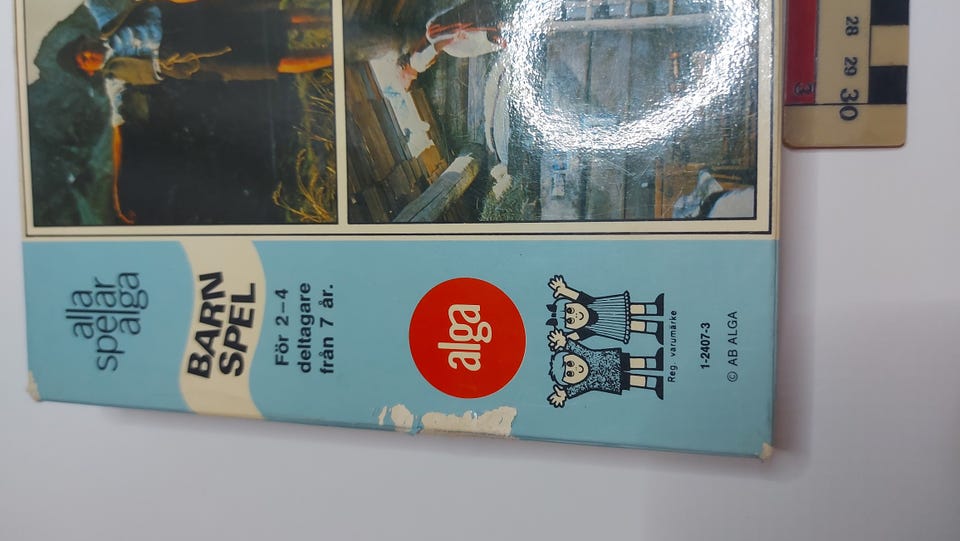 alla
spelar
alga
BARN
SPEL
För 2–4
deltagare
från 7 år.
alga
Reg. varumärke
1-2407-3
© AB ALGA
28
29
30
3